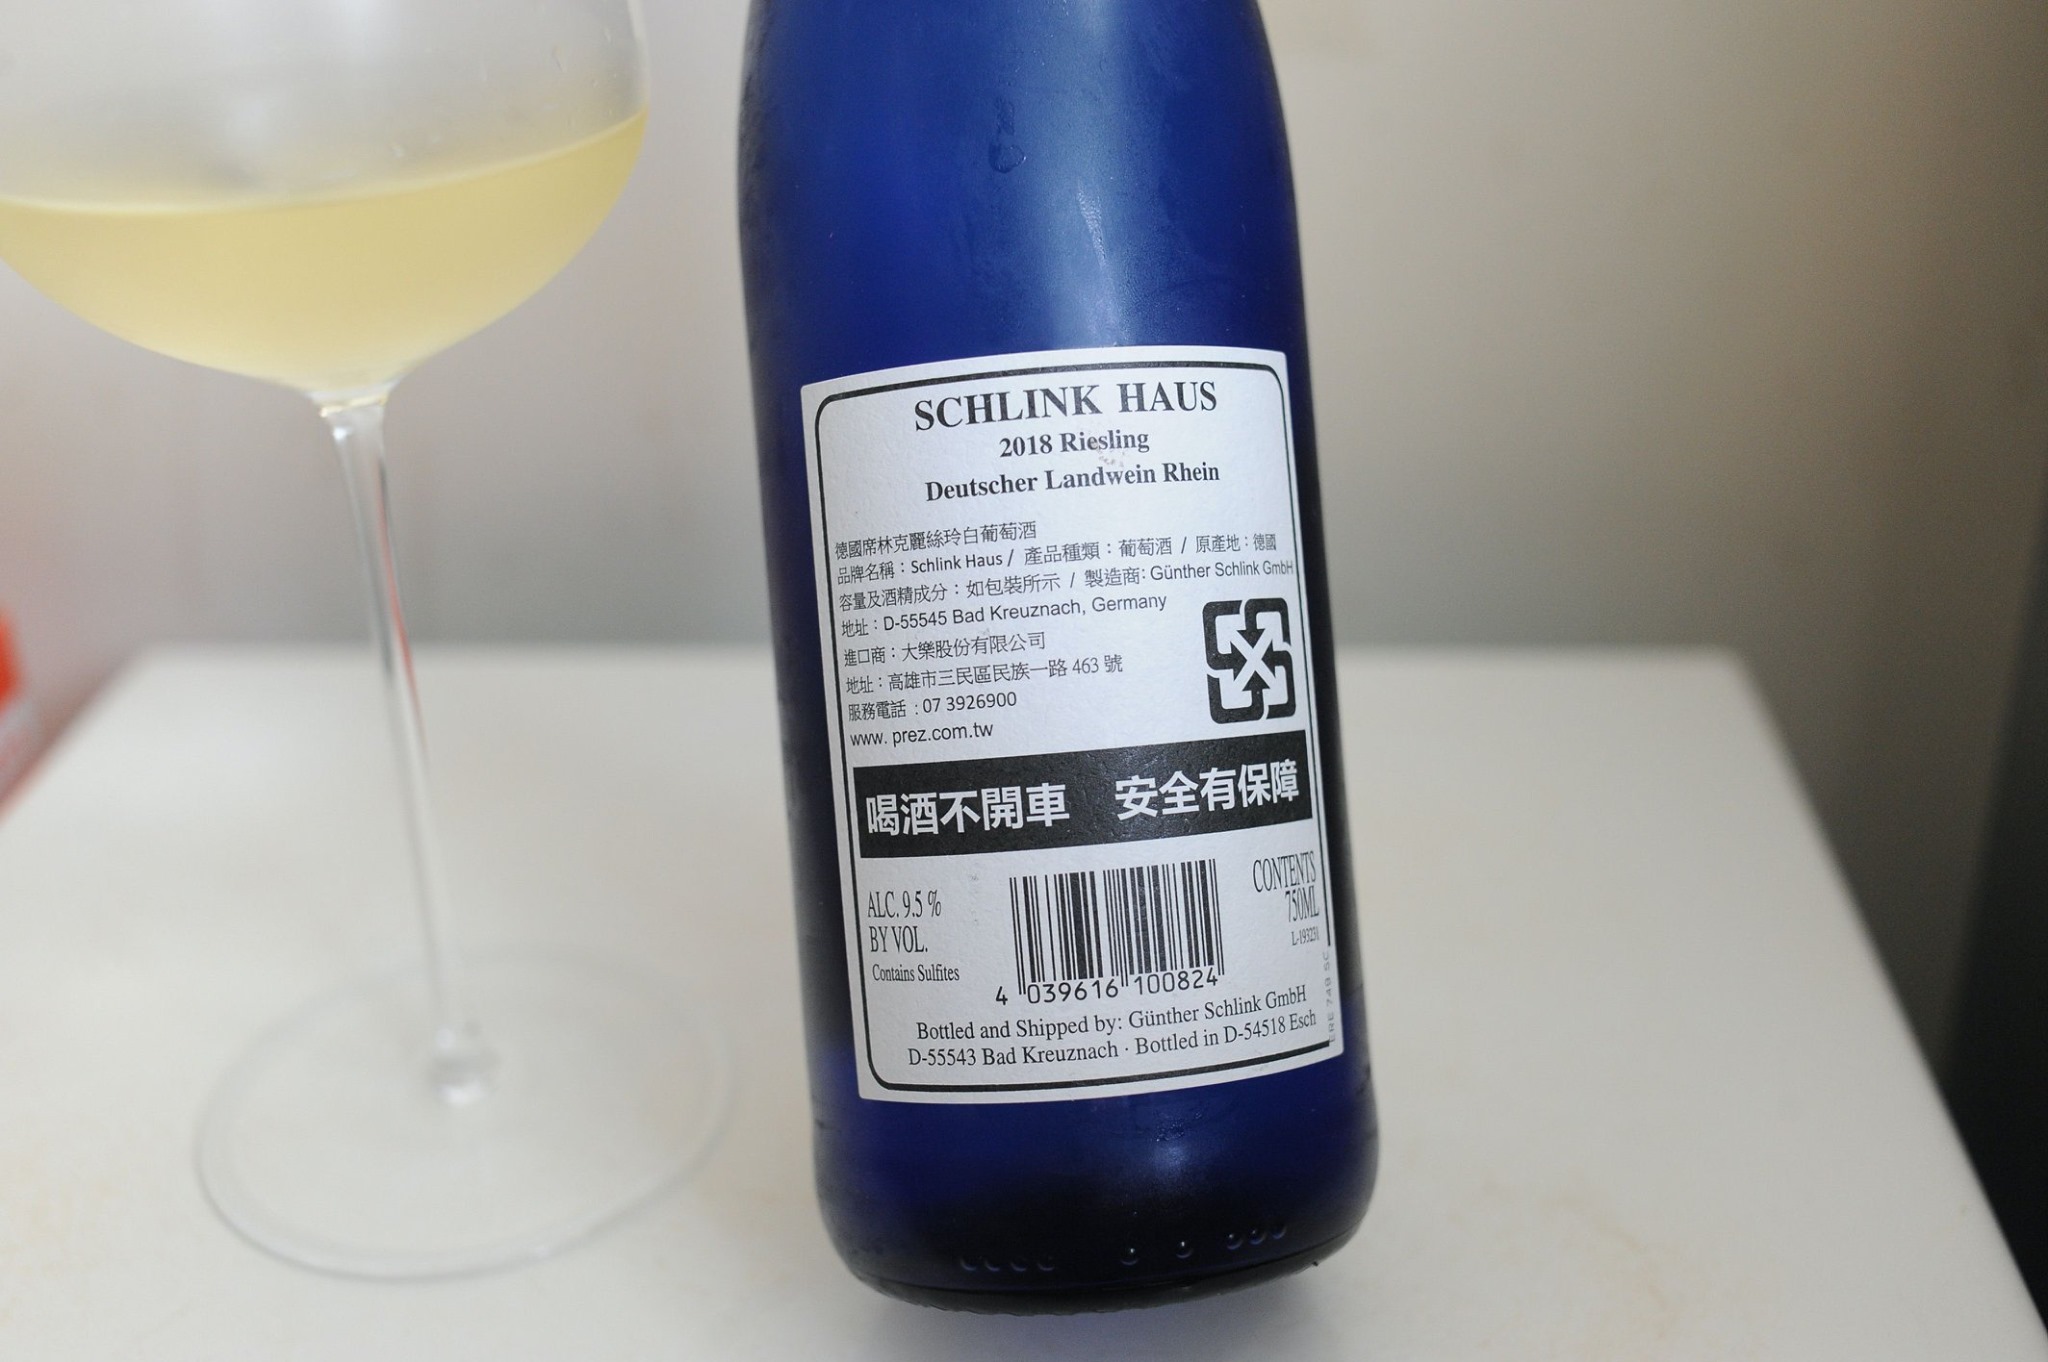 SCHLINK HAUS
2018 Riesling
Deutscher Landwein Rhein
德國席林克麗絲玲白葡萄酒
品牌名稱：Schlink Haus / 產品種類：葡萄酒 / 原產地：德國
容量及酒精成分：如包裝所示 / 製造商：Günther Schlink GmbH
地址：D-55545 Bad Kreuznach, Germany
進口商：大樂股份有限公司
地址：高雄市三民區民族一路 463 號
服務電話 : 07 3926900
www. prez.com.tw
喝酒不開車 安全有保障
ALC. 9.5 %
BY VOL.
Contains Sulfites
4 039616 100824
CONTENTS
750ML
L-193231
ERE 749 5C
Bottled and Shipped by: Günther Schlink GmbH
D-55543 Bad Kreuznach · Bottled in D-54518 Esch